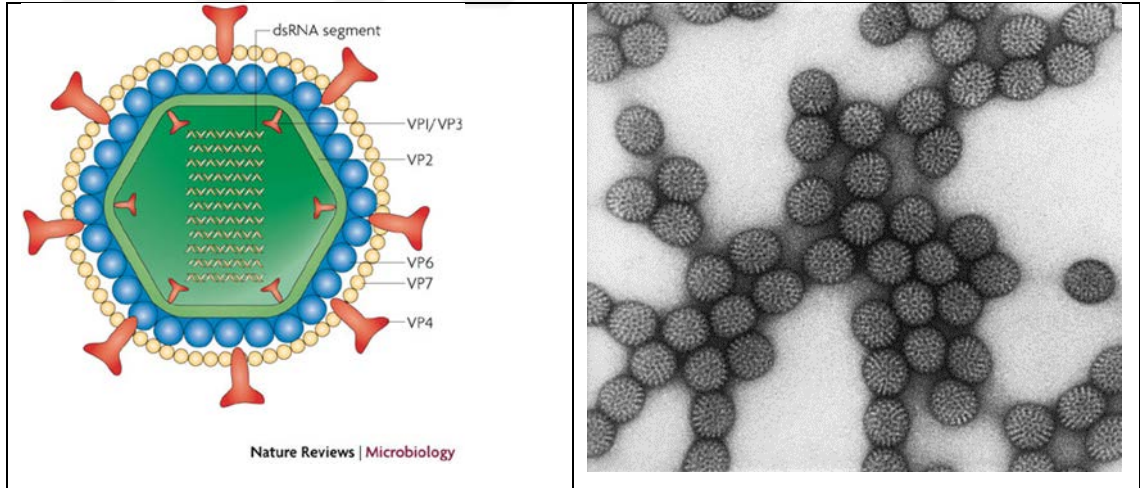 dsRNA segment
VPI/VP3
VP2
VP6
VP7
VP4
Nature Reviews | Microbiology